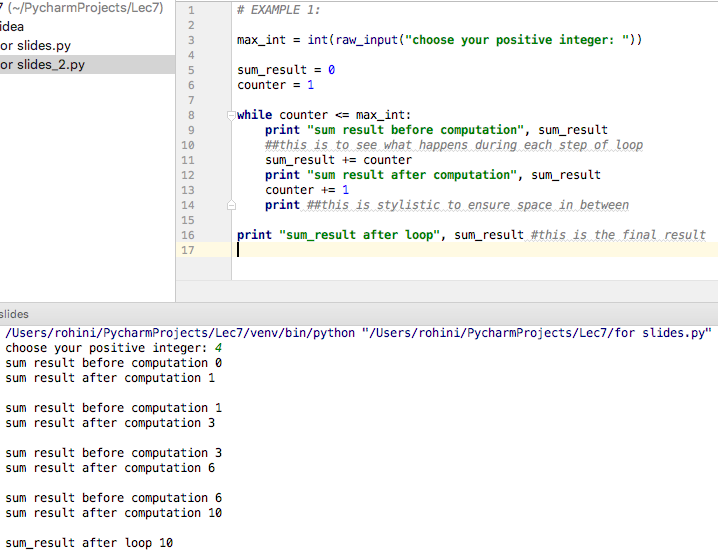 7 (~/PycharmProjects/Lec7)
idea
or slides.py
or slides_2.py
1 # EXAMPLE 1:
2
3 max_int = int(raw_input("choose your positive integer: "))
4
5 sum_result = 0
6 counter = 1
7
8 while counter <= max_int:
9     print "sum result before computation", sum_result
10     ##this is to see what happens during each step of loop
11     sum_result += counter
12     print "sum result after computation", sum_result
13     counter += 1
14     print ##this is stylistic to ensure space in between
15
16 print "sum_result after loop", sum_result #this is the final result
17
slides
/Users/rohini/PycharmProjects/Lec7/venv/bin/python "/Users/rohini/PycharmProjects/Lec7/for slides.py"
choose your positive integer: 4
sum result before computation 0
sum result after computation 1

sum result before computation 1
sum result after computation 3

sum result before computation 3
sum result after computation 6

sum result before computation 6
sum result after computation 10

sum_result after loop 10